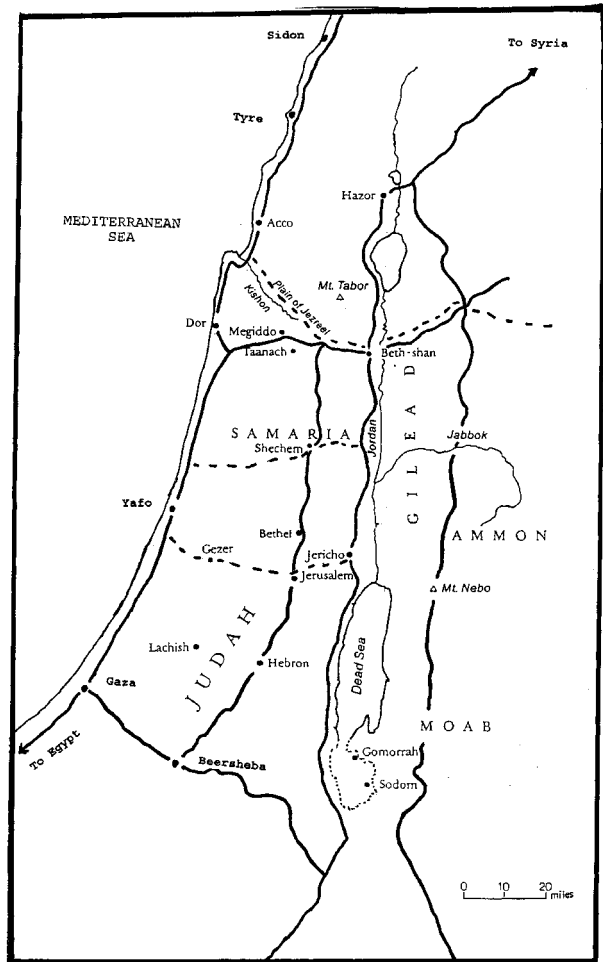 Sidon
To Syria
Tyre
Hazor
MEDITERRANEAN
SEA
Acco
Mt. Tabor
Plain of Jezreel
Kishon
Dor
Megiddo
Taanach
Beth-shan
GILEAD
SAMARIA
Shechem
Jordan
Jabbok
Yafo
Bethel
AMMON
Gezer
Jericho
Jerusalem
Mt. Nebo
JUDAH
Lachish
Hebron
Dead Sea
Gaza
MOAB
To Egypt
Gomorrah
Beersheba
Sodom
0 10 20
miles